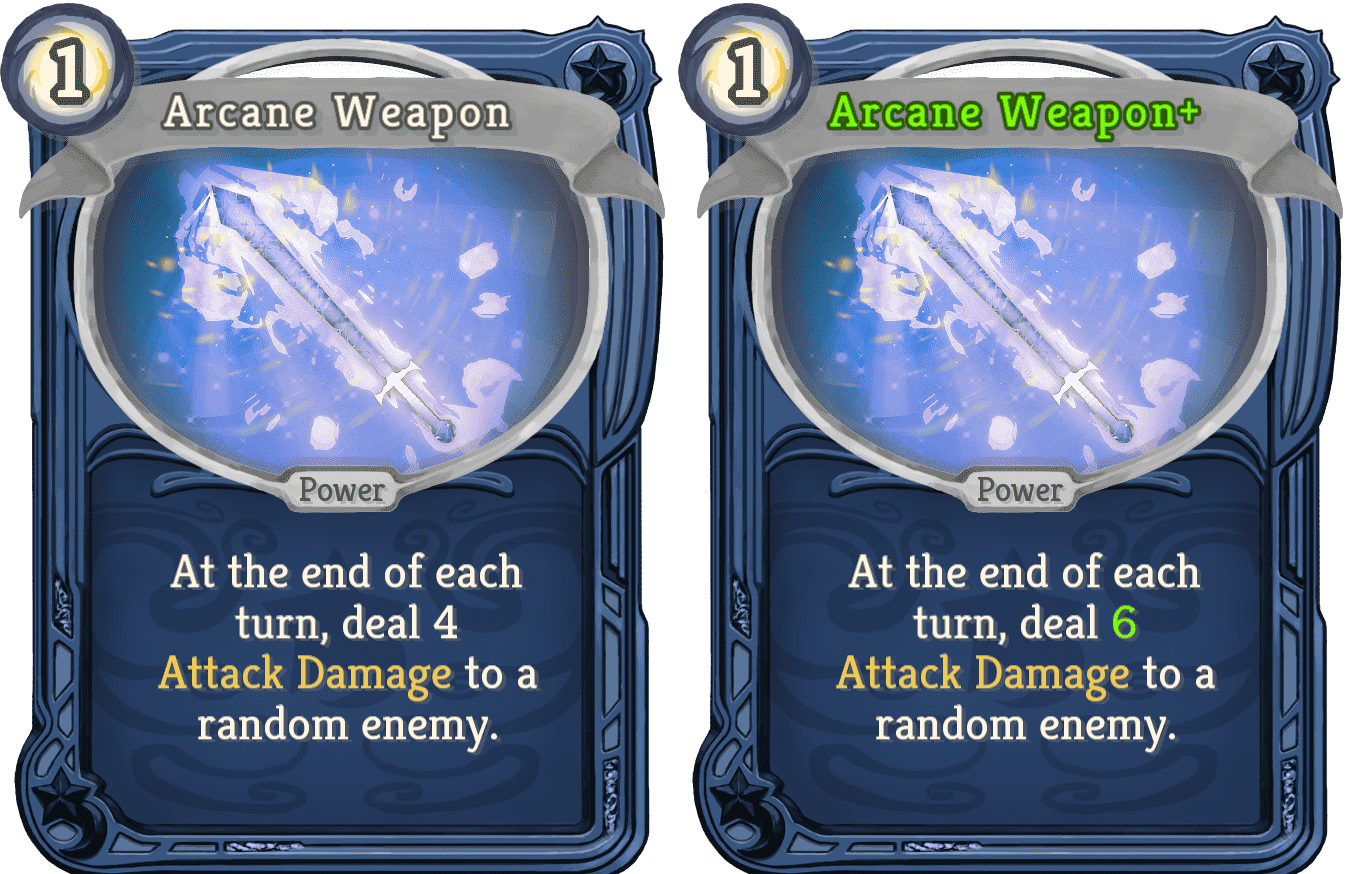 1
Arcane Weapon
Power
At the end of each
turn, deal 4
Attack Damage to a
random enemy.
1
Arcane Weapon+
Power
At the end of each
turn, deal 6
Attack Damage to a
random enemy.